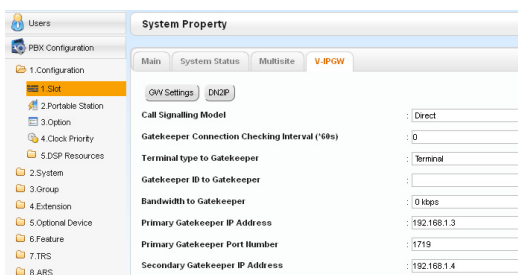 Users
PBX Configuration
1.Configuration
1.Slot
2.Portable Station
3.Option
4.Clock Priority
5.DSP Resources
2.System
3.Group
4.Extension
5.Optional Device
6.Feature
7.TRS
8.ARS
System Property
Main System Status Multisite V-IPGW
GW Settings DN2IP
Call Signalling Model : Direct
Gatekeeper Connection Checking Interval (*60s) : 0
Terminal type to Gatekeeper : Terminal
Gatekeeper ID to Gatekeeper :
Bandwidth to Gatekeeper : 0 kbps
Primary Gatekeeper IP Address : 192.168.1.3
Primary Gatekeeper Port Number : 1719
Secondary Gatekeeper IP Address : 192.168.1.4